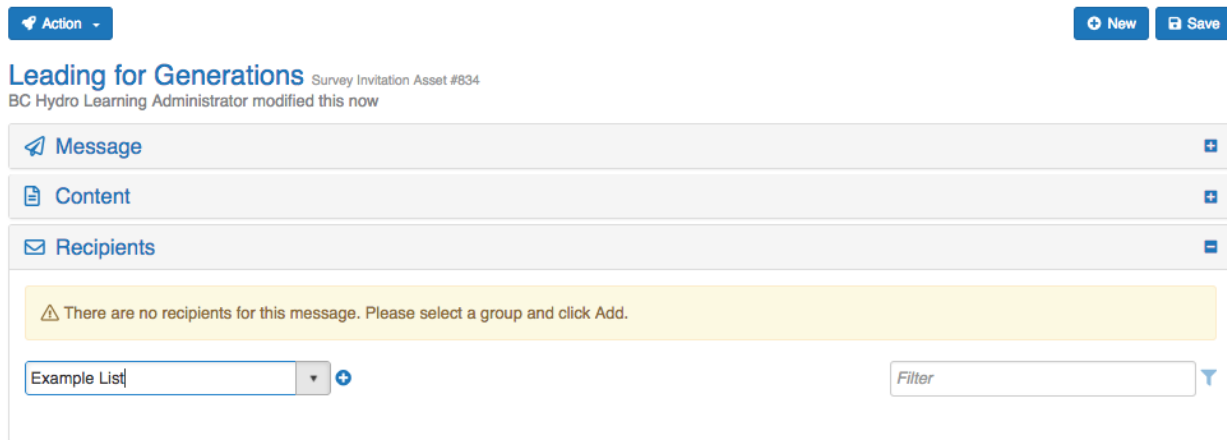 Action
New
Save
Leading for Generations Survey Invitation Asset #834
BC Hydro Learning Administrator modified this now
Message
Content
Recipients
There are no recipients for this message. Please select a group and click Add.
Example List
Filter